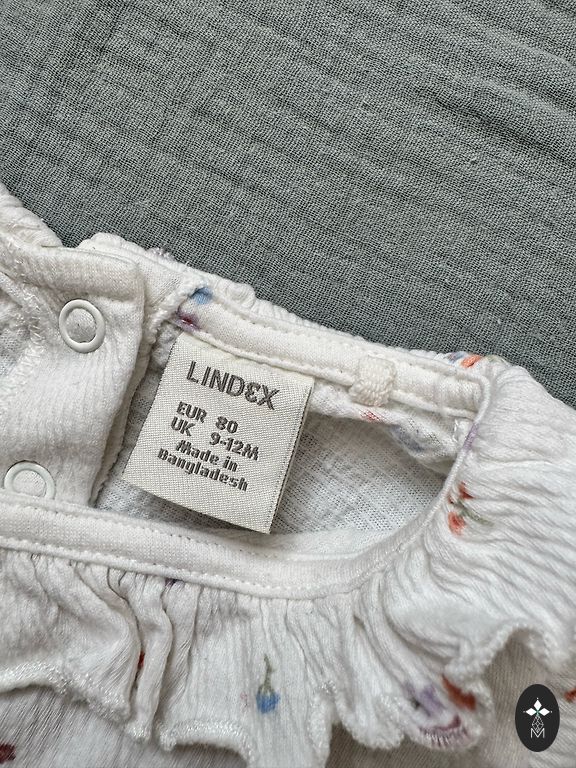 LINDEX
EUR 80
UK 9-12M
Made in
Bangladesh
M